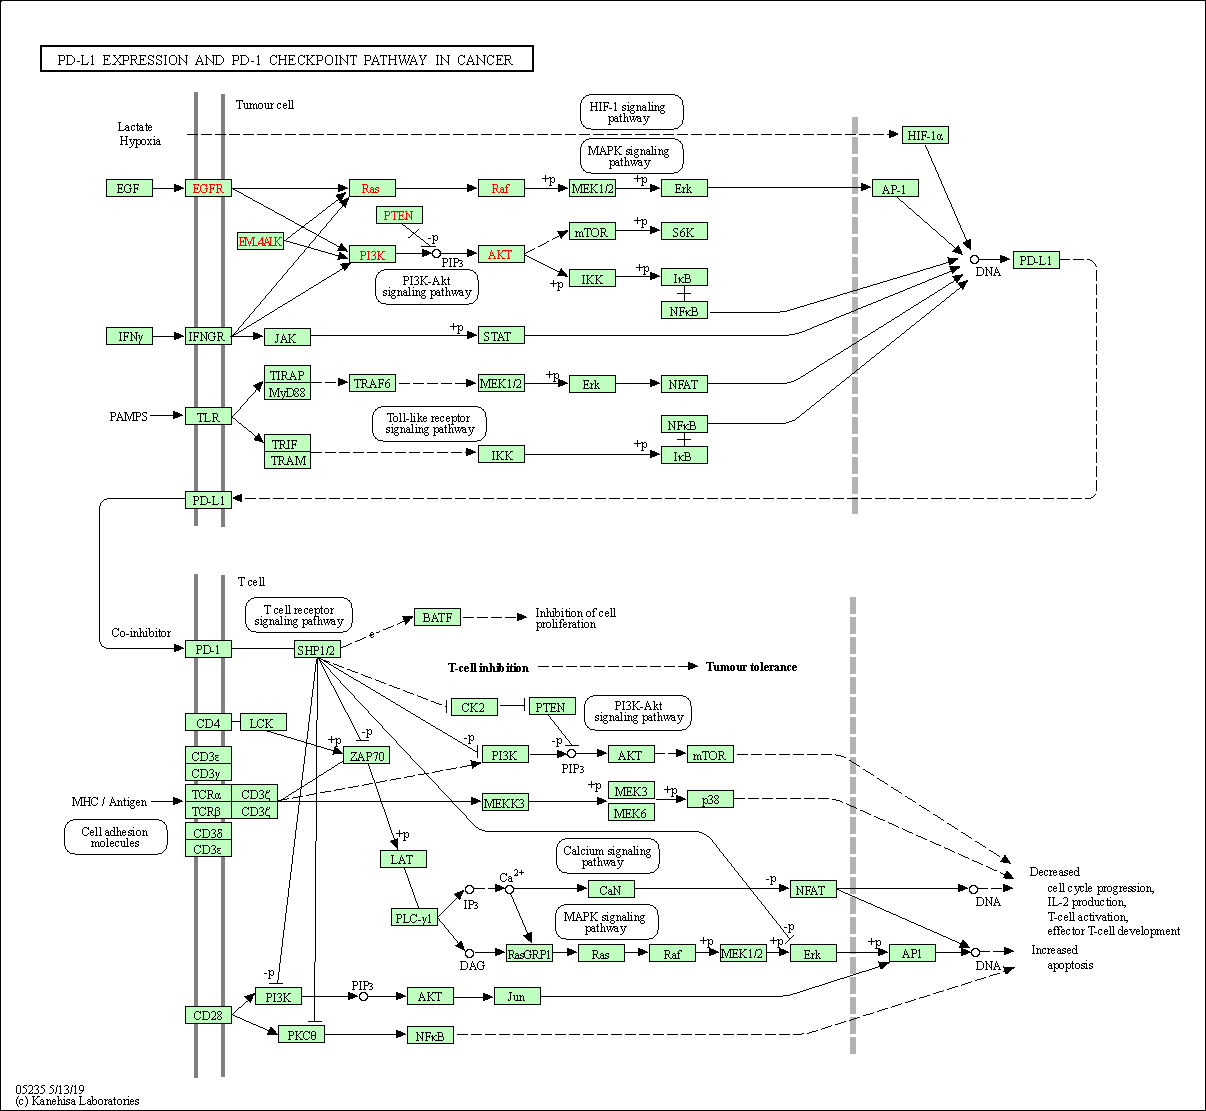 PD-L1 EXPRESSION AND PD-1 CHECKPOINT PATHWAY IN CANCER
Tumour cell
Lactate
Hypoxia
HIF-1 signaling
pathway
HIF-1α
MAPK signaling
pathway
EGF
EGFR
Ras
Raf
+p
MEK1/2
+p
Erk
AP-1
PTEN
-p
EML4ALK
PI3K
PIP3
AKT
mTOR
+p
S6K
DNA
PD-L1
PI3K-Akt
signaling pathway
+p
IKK
+p
IκB
NFκB
IFNγ
IFNGR
JAK
+p
STAT
TIRAP
MyD88
TRAF6
MEK1/2
+p
Erk
NFAT
PAMPS
TLR
Toll-like receptor
signaling pathway
NFκB
TRIF
TRAM
IKK
+p
IκB
PD-L1
T cell
T cell receptor
signaling pathway
BATF
Inhibition of cell
proliferation
Co-inhibitor
PD-1
SHP1/2
e
T-cell inhibition
Tumour tolerance
CK2
PTEN
PI3K-Akt
signaling pathway
CD4
LCK
+p
-p
ZAP70
-p
PI3K
-p
PIP3
AKT
mTOR
CD3ε
CD3γ
MHC / Antigen
TCRα
CD3ζ
TCRβ
CD3ζ
MEKK3
+p
MEK3
MEK6
+p
p38
Cell adhesion
molecules
CD3δ
CD3ε
+p
LAT
Calcium signaling
pathway
Decreased
cell cycle progression,
IL-2 production,
T-cell activation,
effector T-cell development
Ca2+
IP3
CaN
-p
NFAT
DNA
PLC-γ1
MAPK signaling
pathway
-p
DAG
RasGRP1
Ras
Raf
+p
MEK1/2
+p
Erk
+p
AP1
DNA
Increased
apoptosis
-p
PI3K
PIP3
AKT
Jun
CD28
PKCθ
NFκB
05235 5/13/19
(c) Kanehisa Laboratories